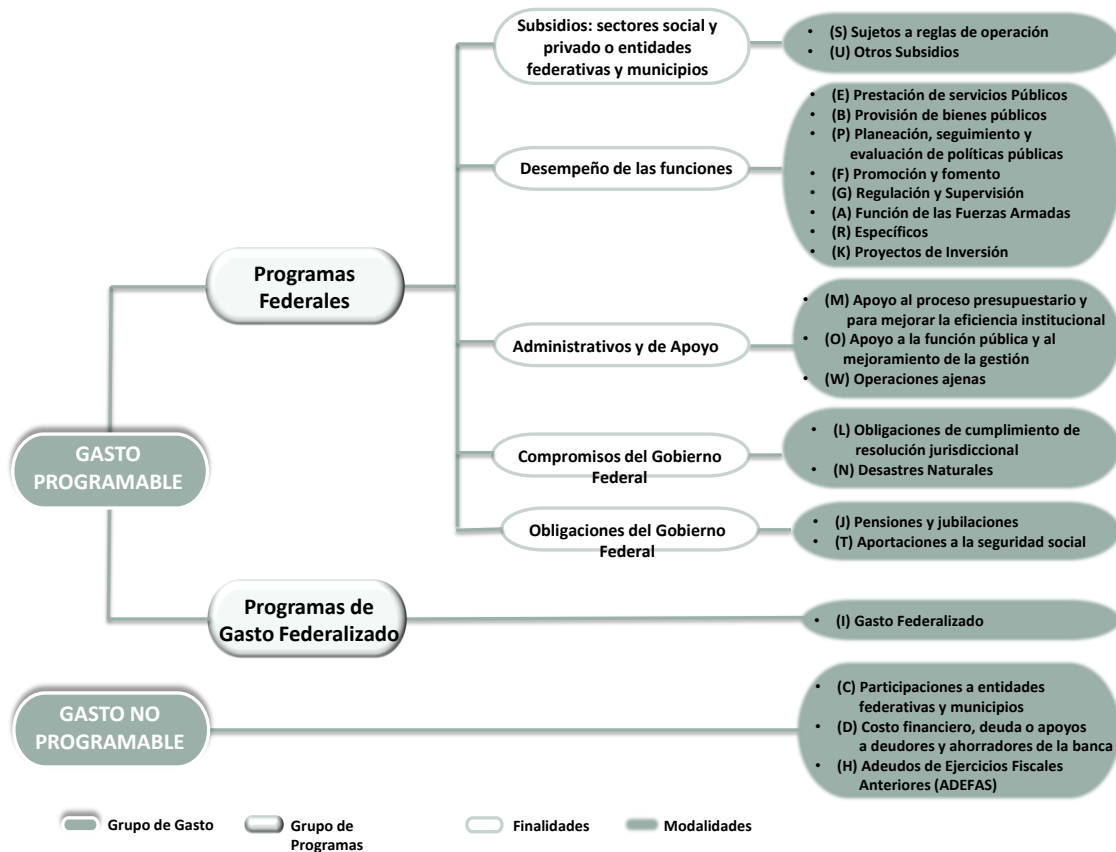 Subsidios: sectores social y
privado o entidades
federativas y municipios
• (S) Sujetos a reglas de operación
• (U) Otros Subsidios
Desempeño de las funciones
• (E) Prestación de servicios Públicos
• (B) Provisión de bienes públicos
• (P) Planeación, seguimiento y
evaluación de políticas públicas
• (F) Promoción y fomento
• (G) Regulación y Supervisión
• (A) Función de las Fuerzas Armadas
• (R) Específicos
• (K) Proyectos de Inversión
Programas
Federales
Administrativos y de Apoyo
• (M) Apoyo al proceso presupuestario y
para mejorar la eficiencia institucional
• (O) Apoyo a la función pública y al
mejoramiento de la gestión
• (W) Operaciones ajenas
GASTO
PROGRAMABLE
Compromisos del Gobierno
Federal
• (L) Obligaciones de cumplimiento de
resolución jurisdiccional
• (N) Desastres Naturales
Obligaciones del Gobierno
Federal
• (J) Pensiones y jubilaciones
• (T) Aportaciones a la seguridad social
Programas de
Gasto Federalizado
• (I) Gasto Federalizado
GASTO NO
PROGRAMABLE
• (C) Participaciones a entidades
federativas y municipios
• (D) Costo financiero, deuda o apoyos
a deudores y ahorradores de la banca
• (H) Adeudos de Ejercicios Fiscales
Anteriores (ADEFAS)
Grupo de Gasto
Grupo de
Programas
Finalidades
Modalidades